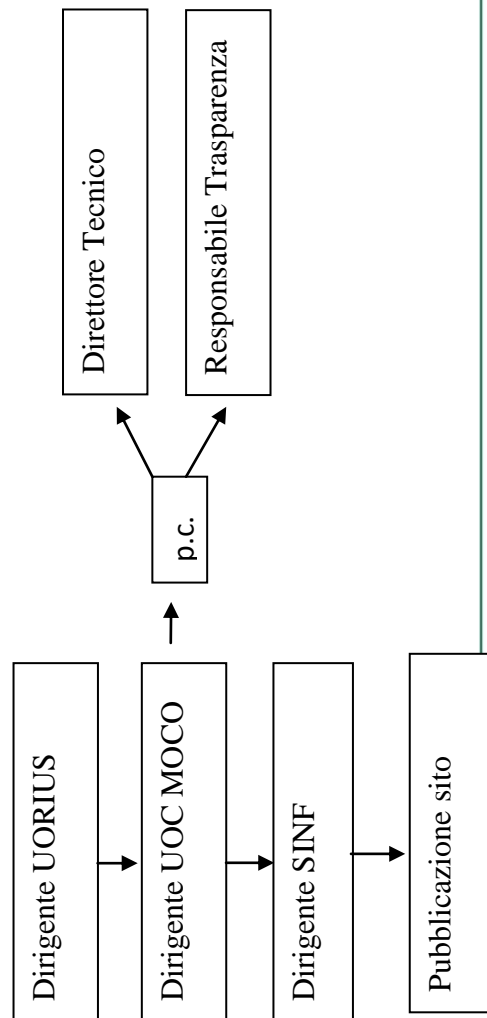 Dirigente UORIUS
Dirigente UOC MOCO
Dirigente SINF
Pubblicazione sito
p.c.
Direttore Tecnico
Responsabile Trasparenza